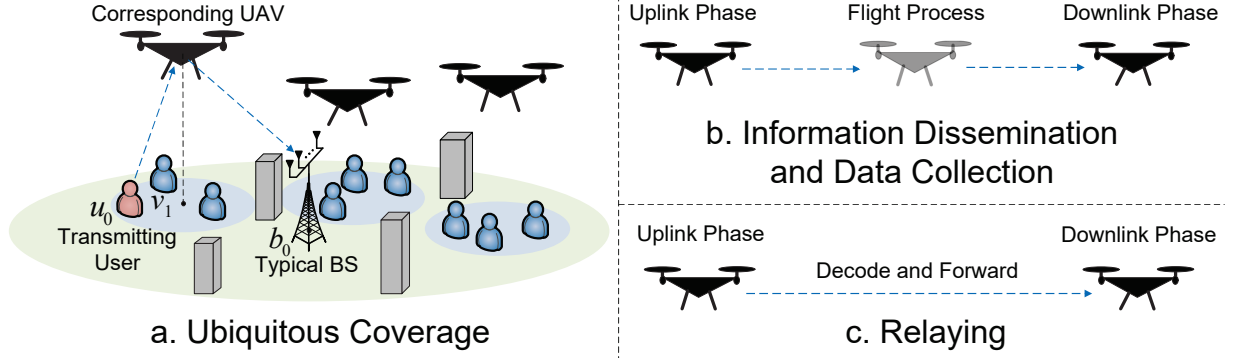 Corresponding UAV
u0
Transmitting
User
v1
b0
Typical BS
a. Ubiquitous Coverage
Uplink Phase
Flight Process
Downlink Phase
b. Information Dissemination
and Data Collection
Uplink Phase
Decode and Forward
Downlink Phase
c. Relaying